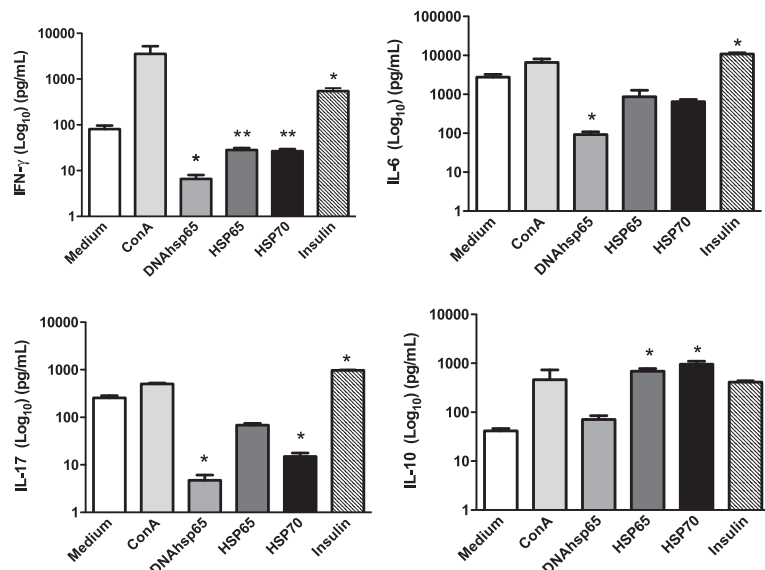 IFN-γ (Log10) (pg/mL)
10000
1000
100
10
1
*
**
**
*
Medium
ConA
DNAhsp65
HSP65
HSP70
Insulin
IL-6 (Log10) (pg/mL)
100000
10000
1000
100
10
1
*
*
Medium
ConA
DNAhsp65
HSP65
HSP70
Insulin
IL-17 (Log10) (pg/mL)
10000
1000
100
10
1
*
*
*
Medium
ConA
DNAhsp65
HSP65
HSP70
Insulin
IL-10 (Log10) (pg/mL)
10000
1000
100
10
1
*
*
Medium
ConA
DNAhsp65
HSP65
HSP70
Insulin